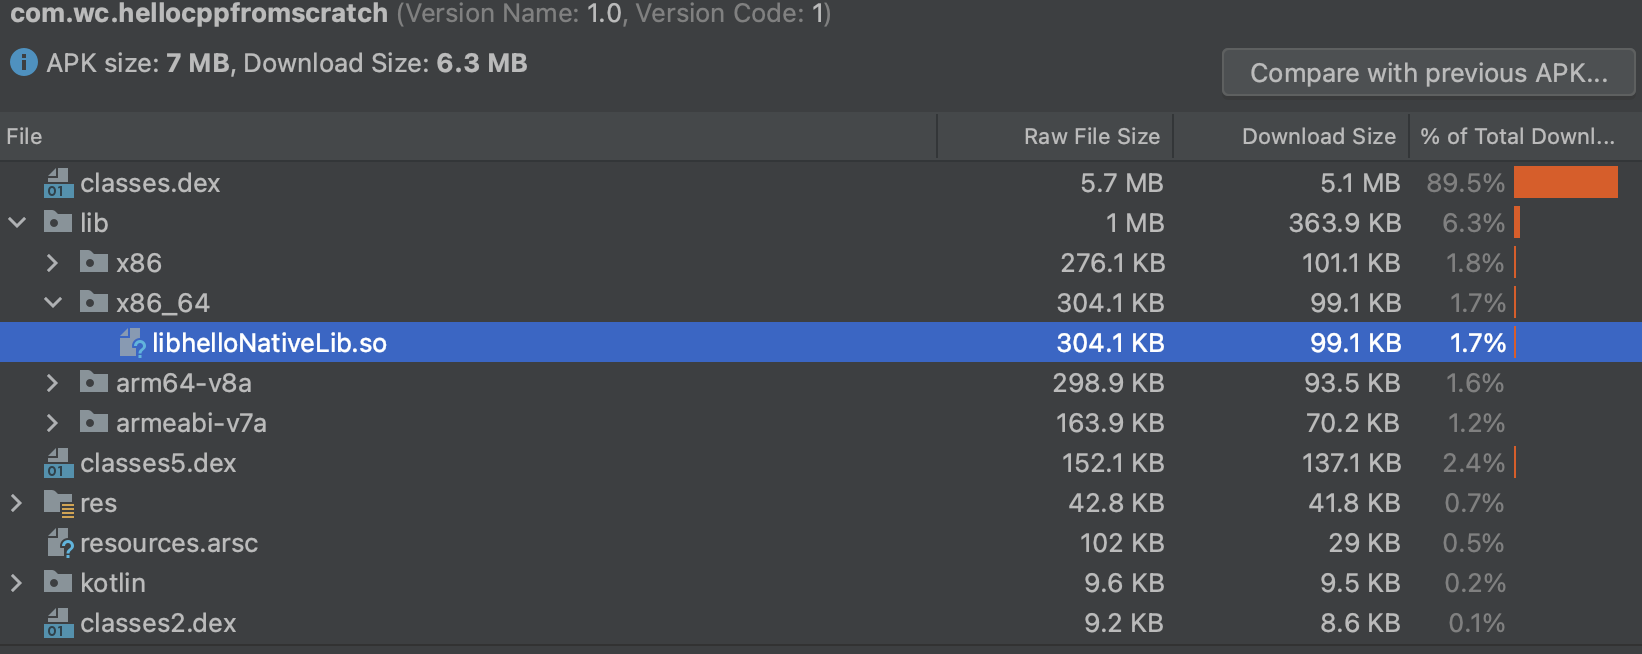 com.wc.hellocppfromscratch (Version Name: 1.0, Version Code: 1)
APK size: 7 MB, Download Size: 6.3 MB
Compare with previous APK...
File Raw File Size Download Size % of Total Downl...
classes.dex 5.7 MB 5.1 MB 89.5%
lib 1 MB 363.9 KB 6.3%
x86 276.1 KB 101.1 KB 1.8%
x86_64 304.1 KB 99.1 KB 1.7%
libhelloNativeLib.so 304.1 KB 99.1 KB 1.7%
arm64-v8a 298.9 KB 93.5 KB 1.6%
armeabi-v7a 163.9 KB 70.2 KB 1.2%
classes5.dex 152.1 KB 137.1 KB 2.4%
res 42.8 KB 41.8 KB 0.7%
resources.arsc 102 KB 29 KB 0.5%
kotlin 9.6 KB 9.5 KB 0.2%
classes2.dex 9.2 KB 8.6 KB 0.1%